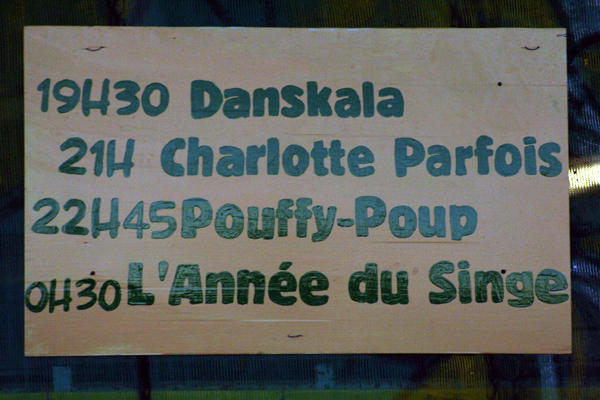 19H30 Danskala
21H Charlotte Parfois
22H45 Pouffy-Poup
0H30 L'Année du Singe